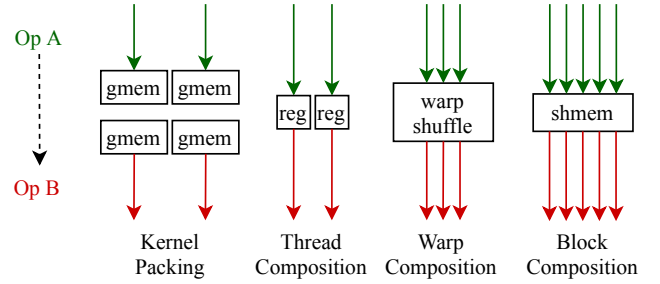 Op A
Op B
gmem
gmem
gmem
gmem
reg
reg
warp
shuffle
shmem
Kernel
Packing
Thread
Composition
Warp
Composition
Block
Composition